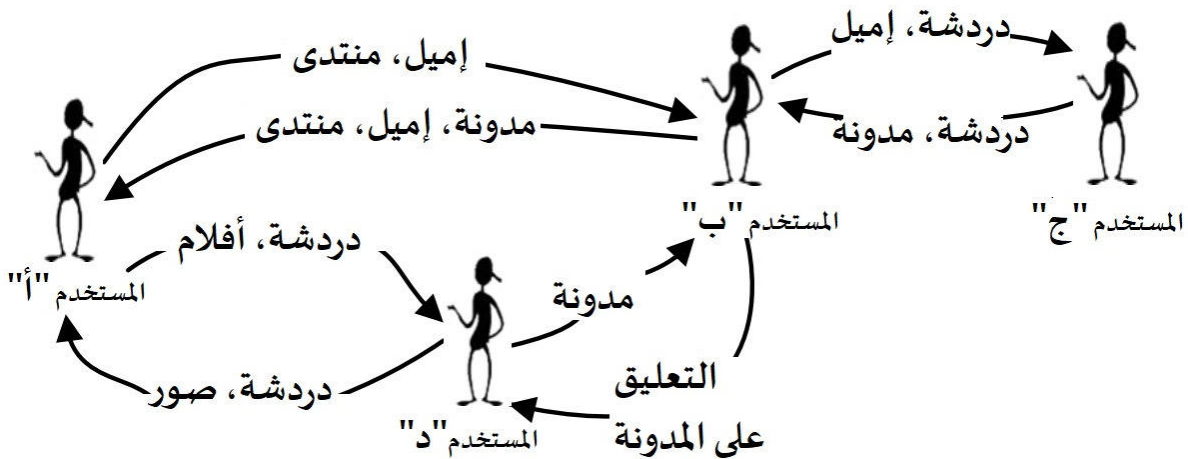 دردشة، إميل
إميل، منتدى
مدونة، إميل، منتدى
دردشة، مدونة
المستخدم "ج"
المستخدم "ب"
دردشة، أفلام
المستخدم "أ"
مدونة
التعليق
على المدونة
دردشة، صور
المستخدم "د"